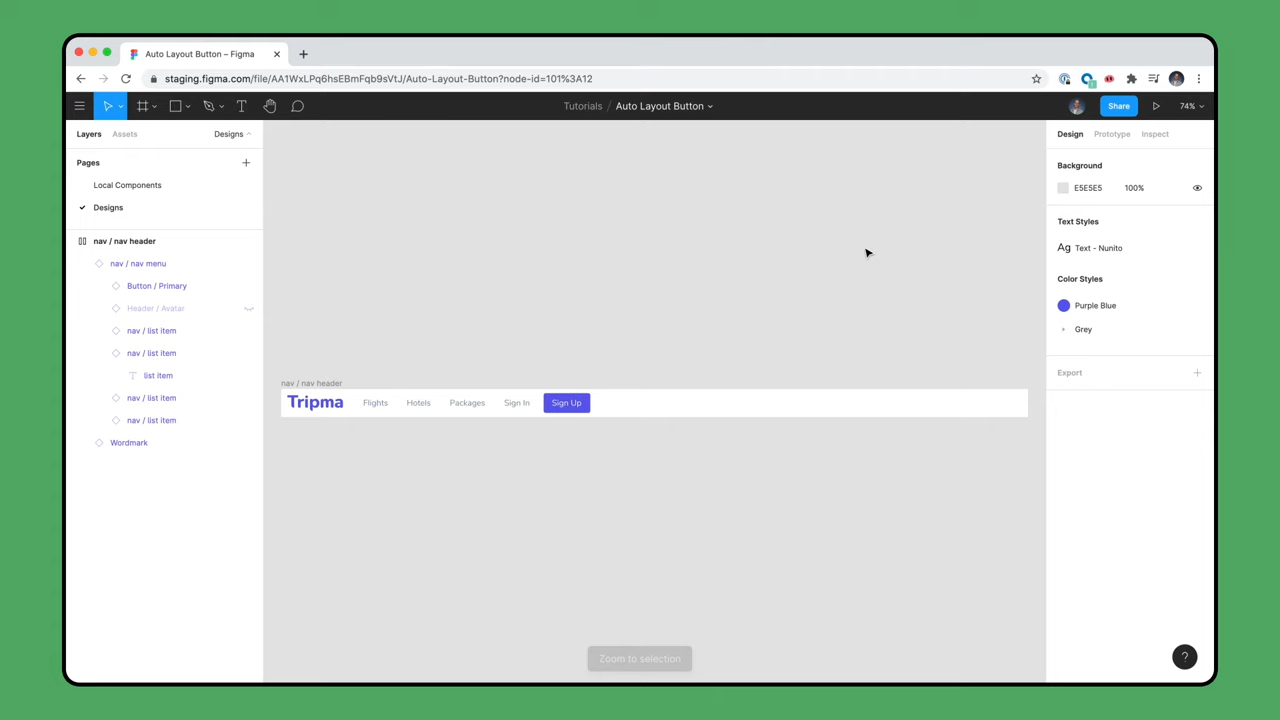 Auto Layout Button – Figma
staging.figma.com/file/AA1WxLPq6hsEBmFqb9sVtJ/Auto-Layout-Button?node-id=101%3A12
Tutorials / Auto Layout Button
Share
74%
Layers Assets Designs
Pages
Local Components
Designs
nav / nav header
nav / nav menu
Button / Primary
Header / Avatar
nav / list item
nav / list item
list item
nav / list item
nav / list item
Wordmark
nav / nav header
Tripma Flights Hotels Packages Sign In Sign Up
Zoom to selection
Design Prototype Inspect
Background
E5E5E5 100%
Text Styles
Ag Text - Nunito
Color Styles
Purple Blue
Grey
Export
?